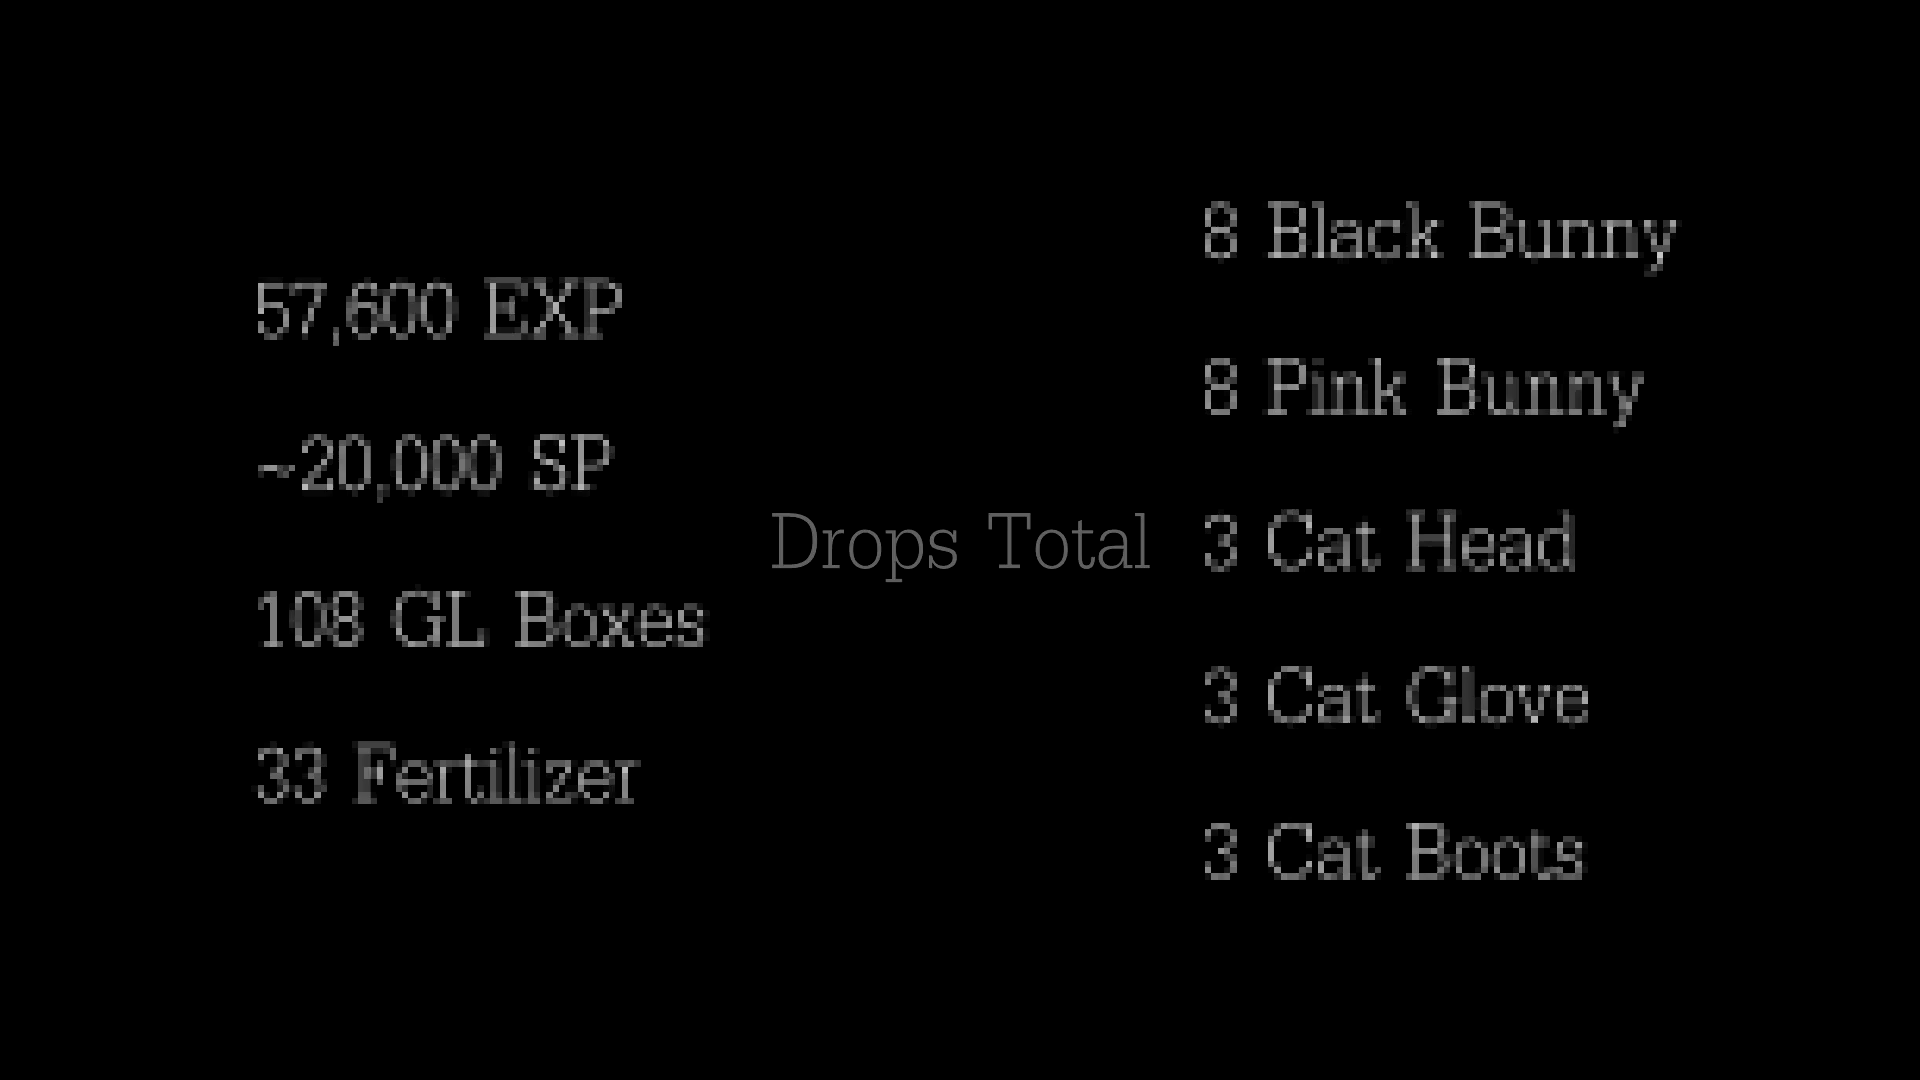 57,600 EXP
~20,000 SP
108 GL Boxes
33 Fertilizer
Drops Total
8 Black Bunny
8 Pink Bunny
3 Cat Head
3 Cat Glove
3 Cat Boots